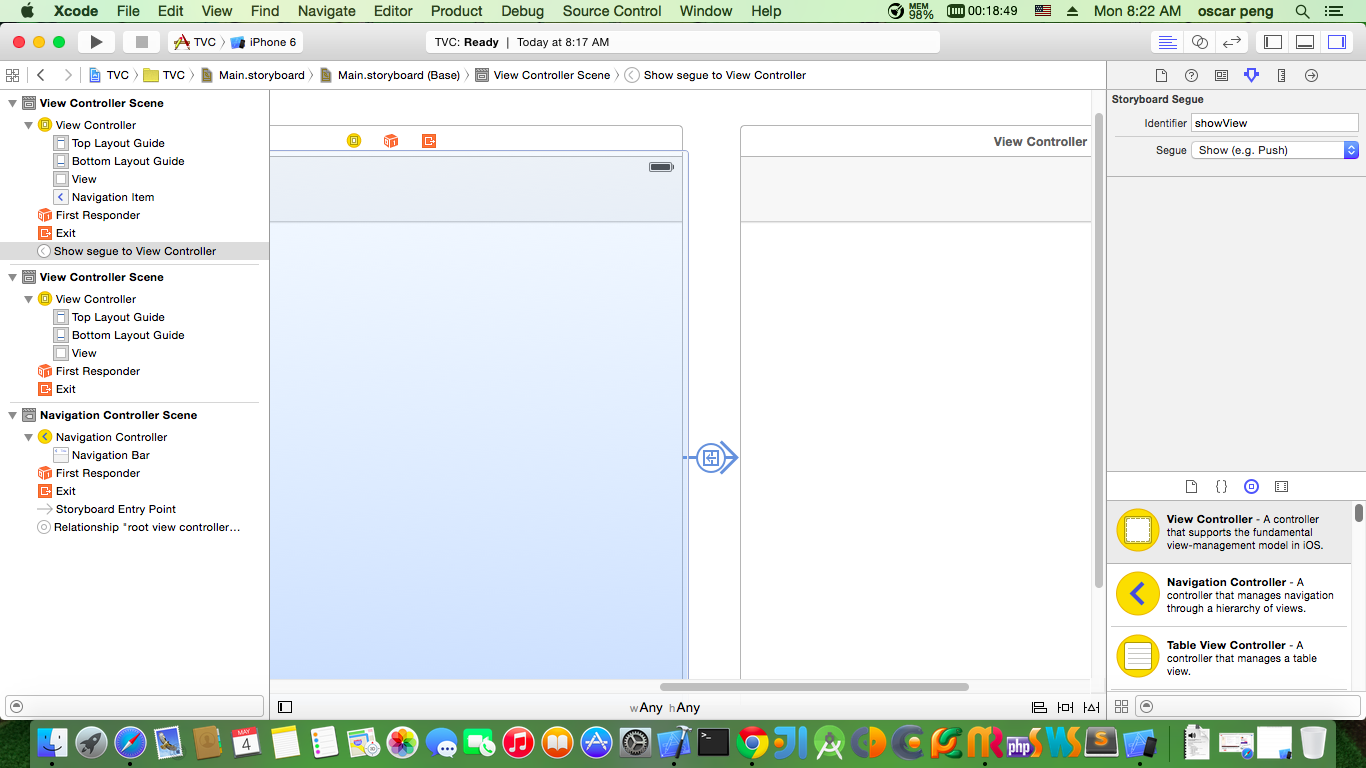 Xcode File Edit View Find Navigate Editor Product Debug Source Control Window Help MEM 98% 00:18:49 Mon 8:22 AM oscar peng
TVC iPhone 6 TVC: Ready | Today at 8:17 AM
TVC TVC Main.storyboard Main.storyboard (Base) View Controller Scene Show segue to View Controller
View Controller Scene
View Controller
Top Layout Guide
Bottom Layout Guide
View
Navigation Item
First Responder
Exit
Show segue to View Controller
View Controller Scene
View Controller
Top Layout Guide
Bottom Layout Guide
View
First Responder
Exit
Navigation Controller Scene
Navigation Controller
Navigation Bar
First Responder
Exit
Storyboard Entry Point
Relationship "root view controller...
View Controller
wAny hAny
Storyboard Segue
Identifier showView
Segue Show (e.g. Push)
{ }
View Controller - A controller
that supports the fundamental
view-management model in iOS.
Navigation Controller - A
controller that manages navigation
through a hierarchy of views.
Table View Controller - A
controller that manages a table
view.
MAY
4
php
S